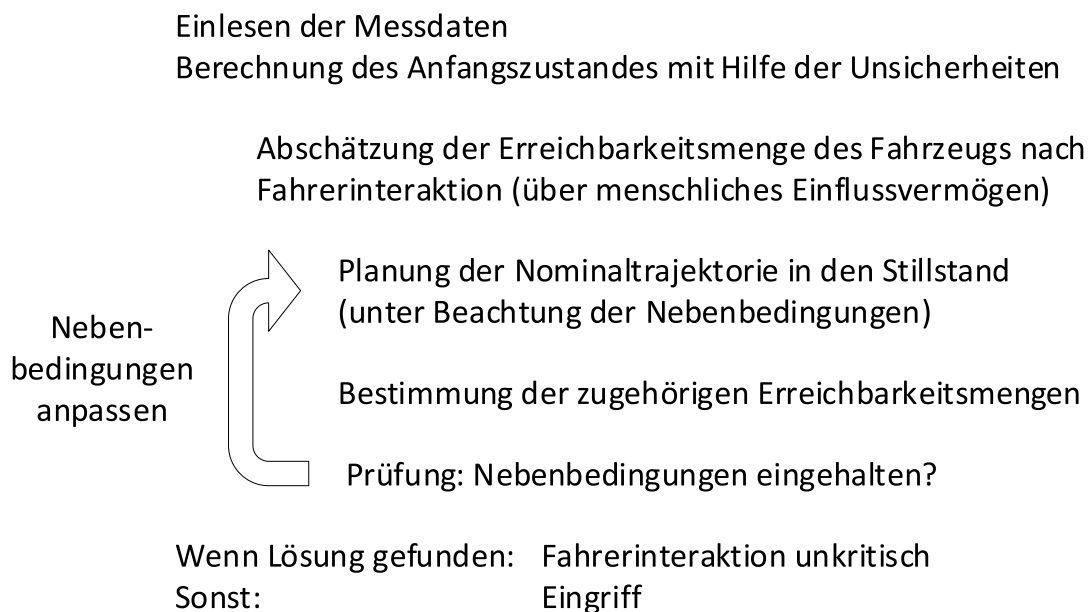 Einlesen der Messdaten
Berechnung des Anfangszustandes mit Hilfe der Unsicherheiten
Abschätzung der Erreichbarkeitsmenge des Fahrzeugs nach
Fahrerinteraktion (über menschliches Einflussvermögen)
Planung der Nominaltrajektorie in den Stillstand
(unter Beachtung der Nebenbedingungen)
Neben-
bedingungen
anpassen
Bestimmung der zugehörigen Erreichbarkeitsmengen
Prüfung: Nebenbedingungen eingehalten?
Wenn Lösung gefunden: Fahrerinteraktion unkritisch
Sonst: Eingriff